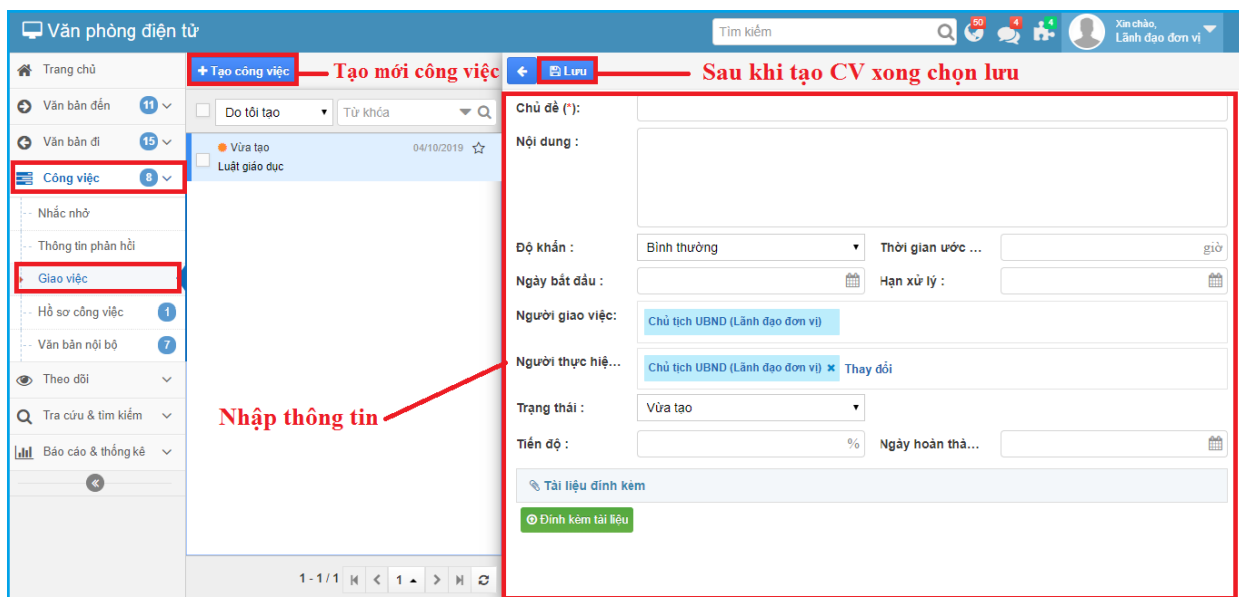 Văn phòng điện tử
Tìm kiếm
50
4
4
Xin chào,
Lãnh đạo đơn vị
Trang chủ
Văn bản đến 11
Văn bản đi 15
Công việc 8
Nhắc nhở
Thông tin phản hồi
Giao việc
Hồ sơ công việc 1
Văn bản nội bộ 7
Theo dõi
Tra cứu & tìm kiếm
Báo cáo & thống kê
+ Tạo công việc
Tạo mới công việc
Do tôi tạo
Từ khóa
Vừa tạo 04/10/2019
Luật giáo dục
Nhập thông tin
1 - 1 / 1
1
Lưu
Sau khi tạo CV xong chọn lưu
Chủ đề (*):
Nội dung :
Độ khẩn : Bình thường Thời gian ước ... giờ
Ngày bắt đầu : Hạn xử lý :
Người giao việc: Chủ tịch UBND (Lãnh đạo đơn vị)
Người thực hiệ... Chủ tịch UBND (Lãnh đạo đơn vị) × Thay đổi
Trạng thái : Vừa tạo
Tiến độ : % Ngày hoàn thà...
Tài liệu đính kèm
Đính kèm tài liệu